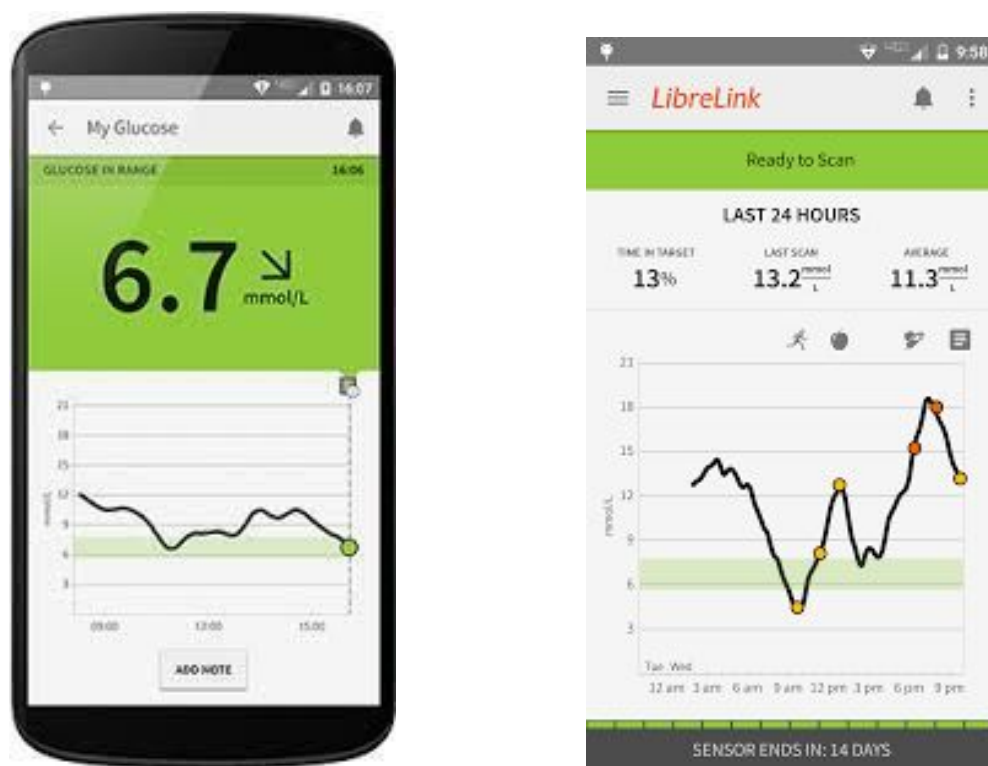 16:07
My Glucose
GLUCOSE IN RANGE 16:06
6.7
mmol/L
21
18
15
12
9
6
3
mmol/L
09:00 12:00 15:00
ADD NOTE
9:58
LibreLink
Ready to Scan
LAST 24 HOURS
TIME IN TARGET LAST SCAN AVERAGE
13% 13.2 mmol/L 11.3 mmol/L
21
18
15
12
9
6
3
mmol/L
Tue Wed
12 am 3 am 6 am 9 am 12 pm 3 pm 6 pm 9 pm
SENSOR ENDS IN: 14 DAYS